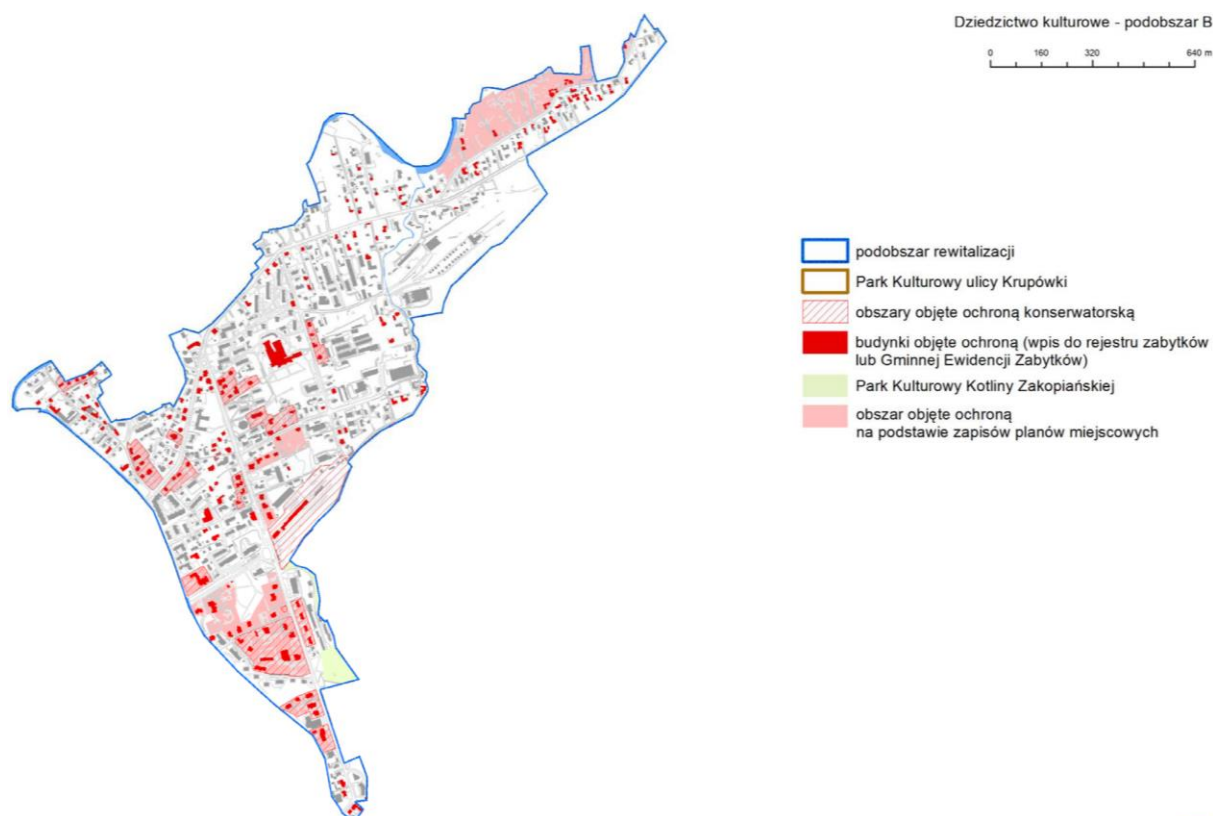 Dziedzictwo kulturowe - podobszar B
0 160 320 640 m
podobszar rewitalizacji
Park Kulturowy ulicy Krupówki
obszary objęte ochroną konserwatorską
budynki objęte ochroną (wpis do rejestru zabytków
lub Gminnej Ewidencji Zabytków)
Park Kulturowy Kotliny Zakopiańskiej
obszar objęte ochroną
na podstawie zapisów planów miejscowych